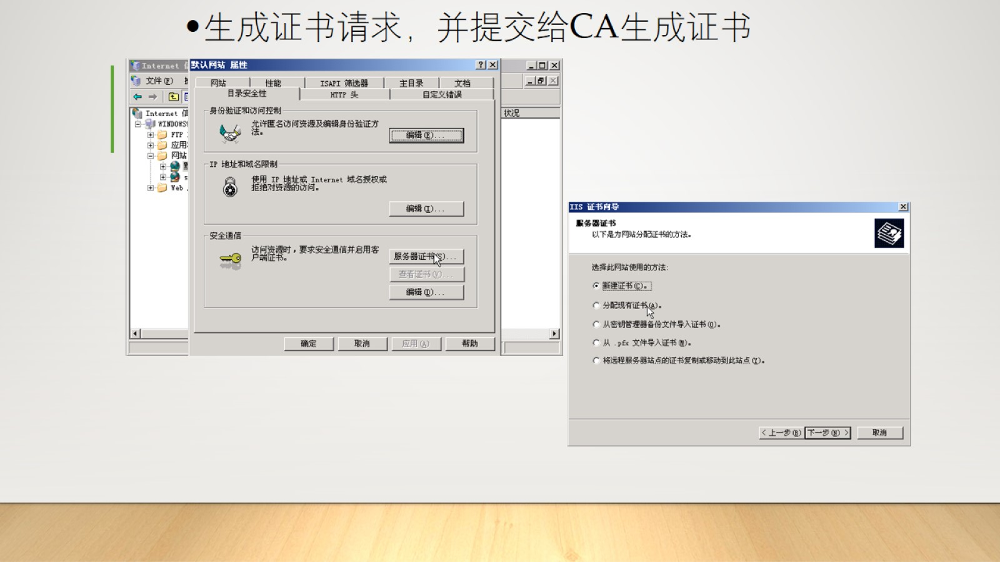 •生成证书请求，并提交给CA生成证书
Internet
默认网站 属性
文件(F)
网站
性能
ISAPI 筛选器
主目录
文档
目录安全性
HTTP 头
自定义错误
Internet 信
WINDOWS
FTP
应用
网站
Web
状况
身份验证和访问控制
允许匿名访问资源及编辑身份验证方
法。
编辑(E)...
IP 地址和域名限制
使用 IP 地址或 Internet 域名授权或
拒绝对资源的访问。
编辑(I)...
安全通信
访问资源时，要求安全通信并启用客
户端证书。
服务器证书(S)...
查看证书(V)...
编辑(D)...
确定
取消
应用(A)
帮助
IIS 证书向导
服务器证书
以下是为网站分配证书的方法。
选择此网站使用的方法:
新建证书(C)。
分配现有证书(A)。
从密钥管理器备份文件导入证书(O)。
从 .pfx 文件导入证书(M)。
将远程服务器站点的证书复制或移动到此站点(Y)。
< 上一步(B)
下一步(N) >
取消